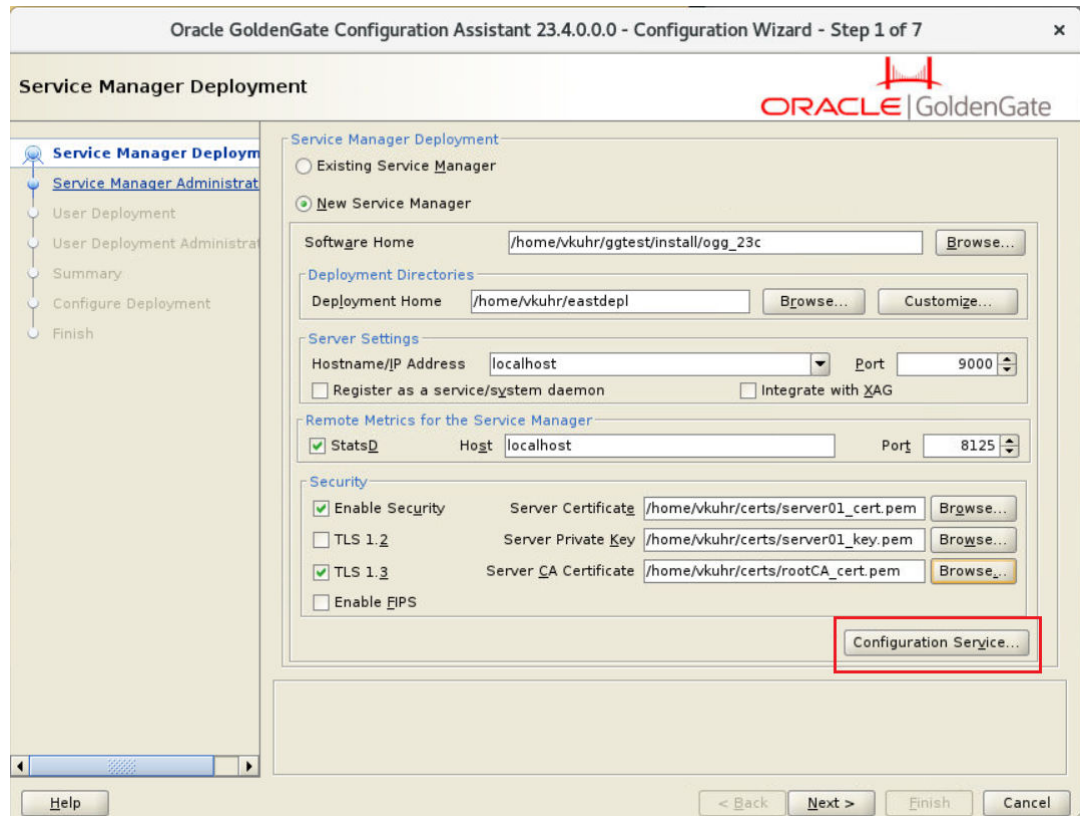 Oracle GoldenGate Configuration Assistant 23.4.0.0.0 - Configuration Wizard - Step 1 of 7
Service Manager Deployment
ORACLE GoldenGate
Service Manager Deploym
Service Manager Administrat
User Deployment
User Deployment Administrat
Summary
Configure Deployment
Finish
Service Manager Deployment
Existing Service Manager
New Service Manager
Software Home /home/vkuhr/ggtest/install/ogg_23c Browse...
Deployment Directories
Deployment Home /home/vkuhr/eastdepl Browse... Customize...
Server Settings
Hostname/IP Address localhost Port 9000
Register as a service/system daemon Integrate with XAG
Remote Metrics for the Service Manager
StatsD Host localhost Port 8125
Security
Enable Security Server Certificate /home/vkuhr/certs/server01_cert.pem Browse...
TLS 1.2 Server Private Key /home/vkuhr/certs/server01_key.pem Browse...
TLS 1.3 Server CA Certificate /home/vkuhr/certs/rootCA_cert.pem Browse...
Enable FIPS
Configuration Service...
Help < Back Next > Finish Cancel